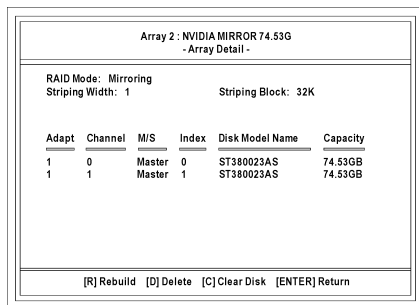 Array 2 : NVIDIA MIRROR 74.53G
- Array Detail -
RAID Mode: Mirroring
Striping Width: 1 Striping Block: 32K
Adapt Channel M/S Index Disk Model Name Capacity
1 0 Master 0 ST380023AS 74.53GB
1 1 Master 1 ST380023AS 74.53GB
[R] Rebuild [D] Delete [C] Clear Disk [ENTER] Return